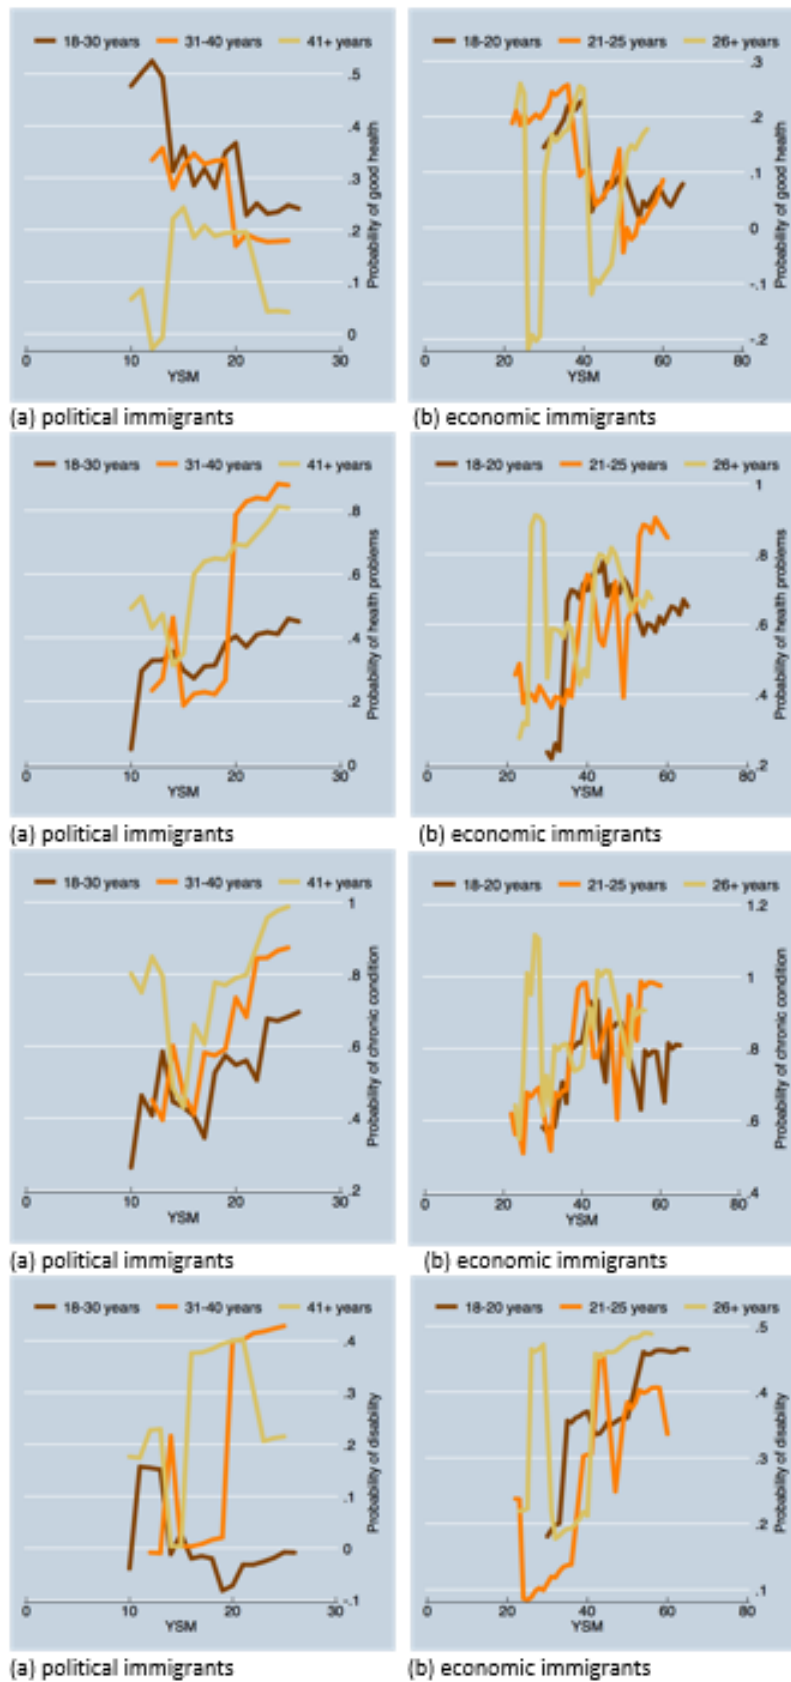 18-30 years 31-40 years 41+ years
.5
.4
.3
.2
.1
0
Probability of good health
0 10 20 30
YSM
(a) political immigrants
18-20 years 21-25 years 26+ years
.3
.2
.1
0
-.1
-.2
Probability of good health
0 20 40 60 80
YSM
(b) economic immigrants
18-30 years 31-40 years 41+ years
.8
.6
.4
.2
0
Probability of health problems
0 10 20 30
YSM
(a) political immigrants
18-20 years 21-25 years 26+ years
1
.8
.6
.4
.2
Probability of health problems
0 20 40 60 80
YSM
(b) economic immigrants
18-30 years 31-40 years 41+ years
1
.8
.6
.4
.2
Probability of chronic condition
0 10 20 30
YSM
(a) political immigrants
18-20 years 21-25 years 26+ years
1.2
1
.8
.6
.4
Probability of chronic condition
0 20 40 60 80
YSM
(b) economic immigrants
18-30 years 31-40 years 41+ years
.4
.3
.2
.1
0
-.1
Probability of disability
0 10 20 30
YSM
(a) political immigrants
18-20 years 21-25 years 26+ years
.5
.4
.3
.2
.1
Probability of disability
0 20 40 60 80
YSM
(b) economic immigrants